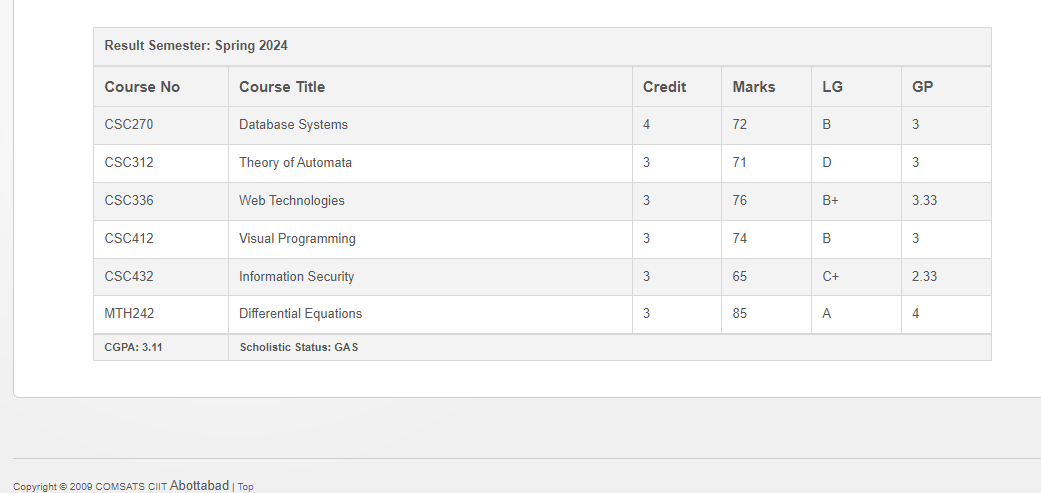 Result Semester: Spring 2024
Course No Course Title Credit Marks LG GP
CSC270 Database Systems 4 72 B 3
CSC312 Theory of Automata 3 71 D 3
CSC336 Web Technologies 3 76 B+ 3.33
CSC412 Visual Programming 3 74 B 3
CSC432 Information Security 3 65 C+ 2.33
MTH242 Differential Equations 3 85 A 4
CGPA: 3.11 Scholistic Status: GAS
Copyright © 2009 COMSATS CIIT Abottabad | Top